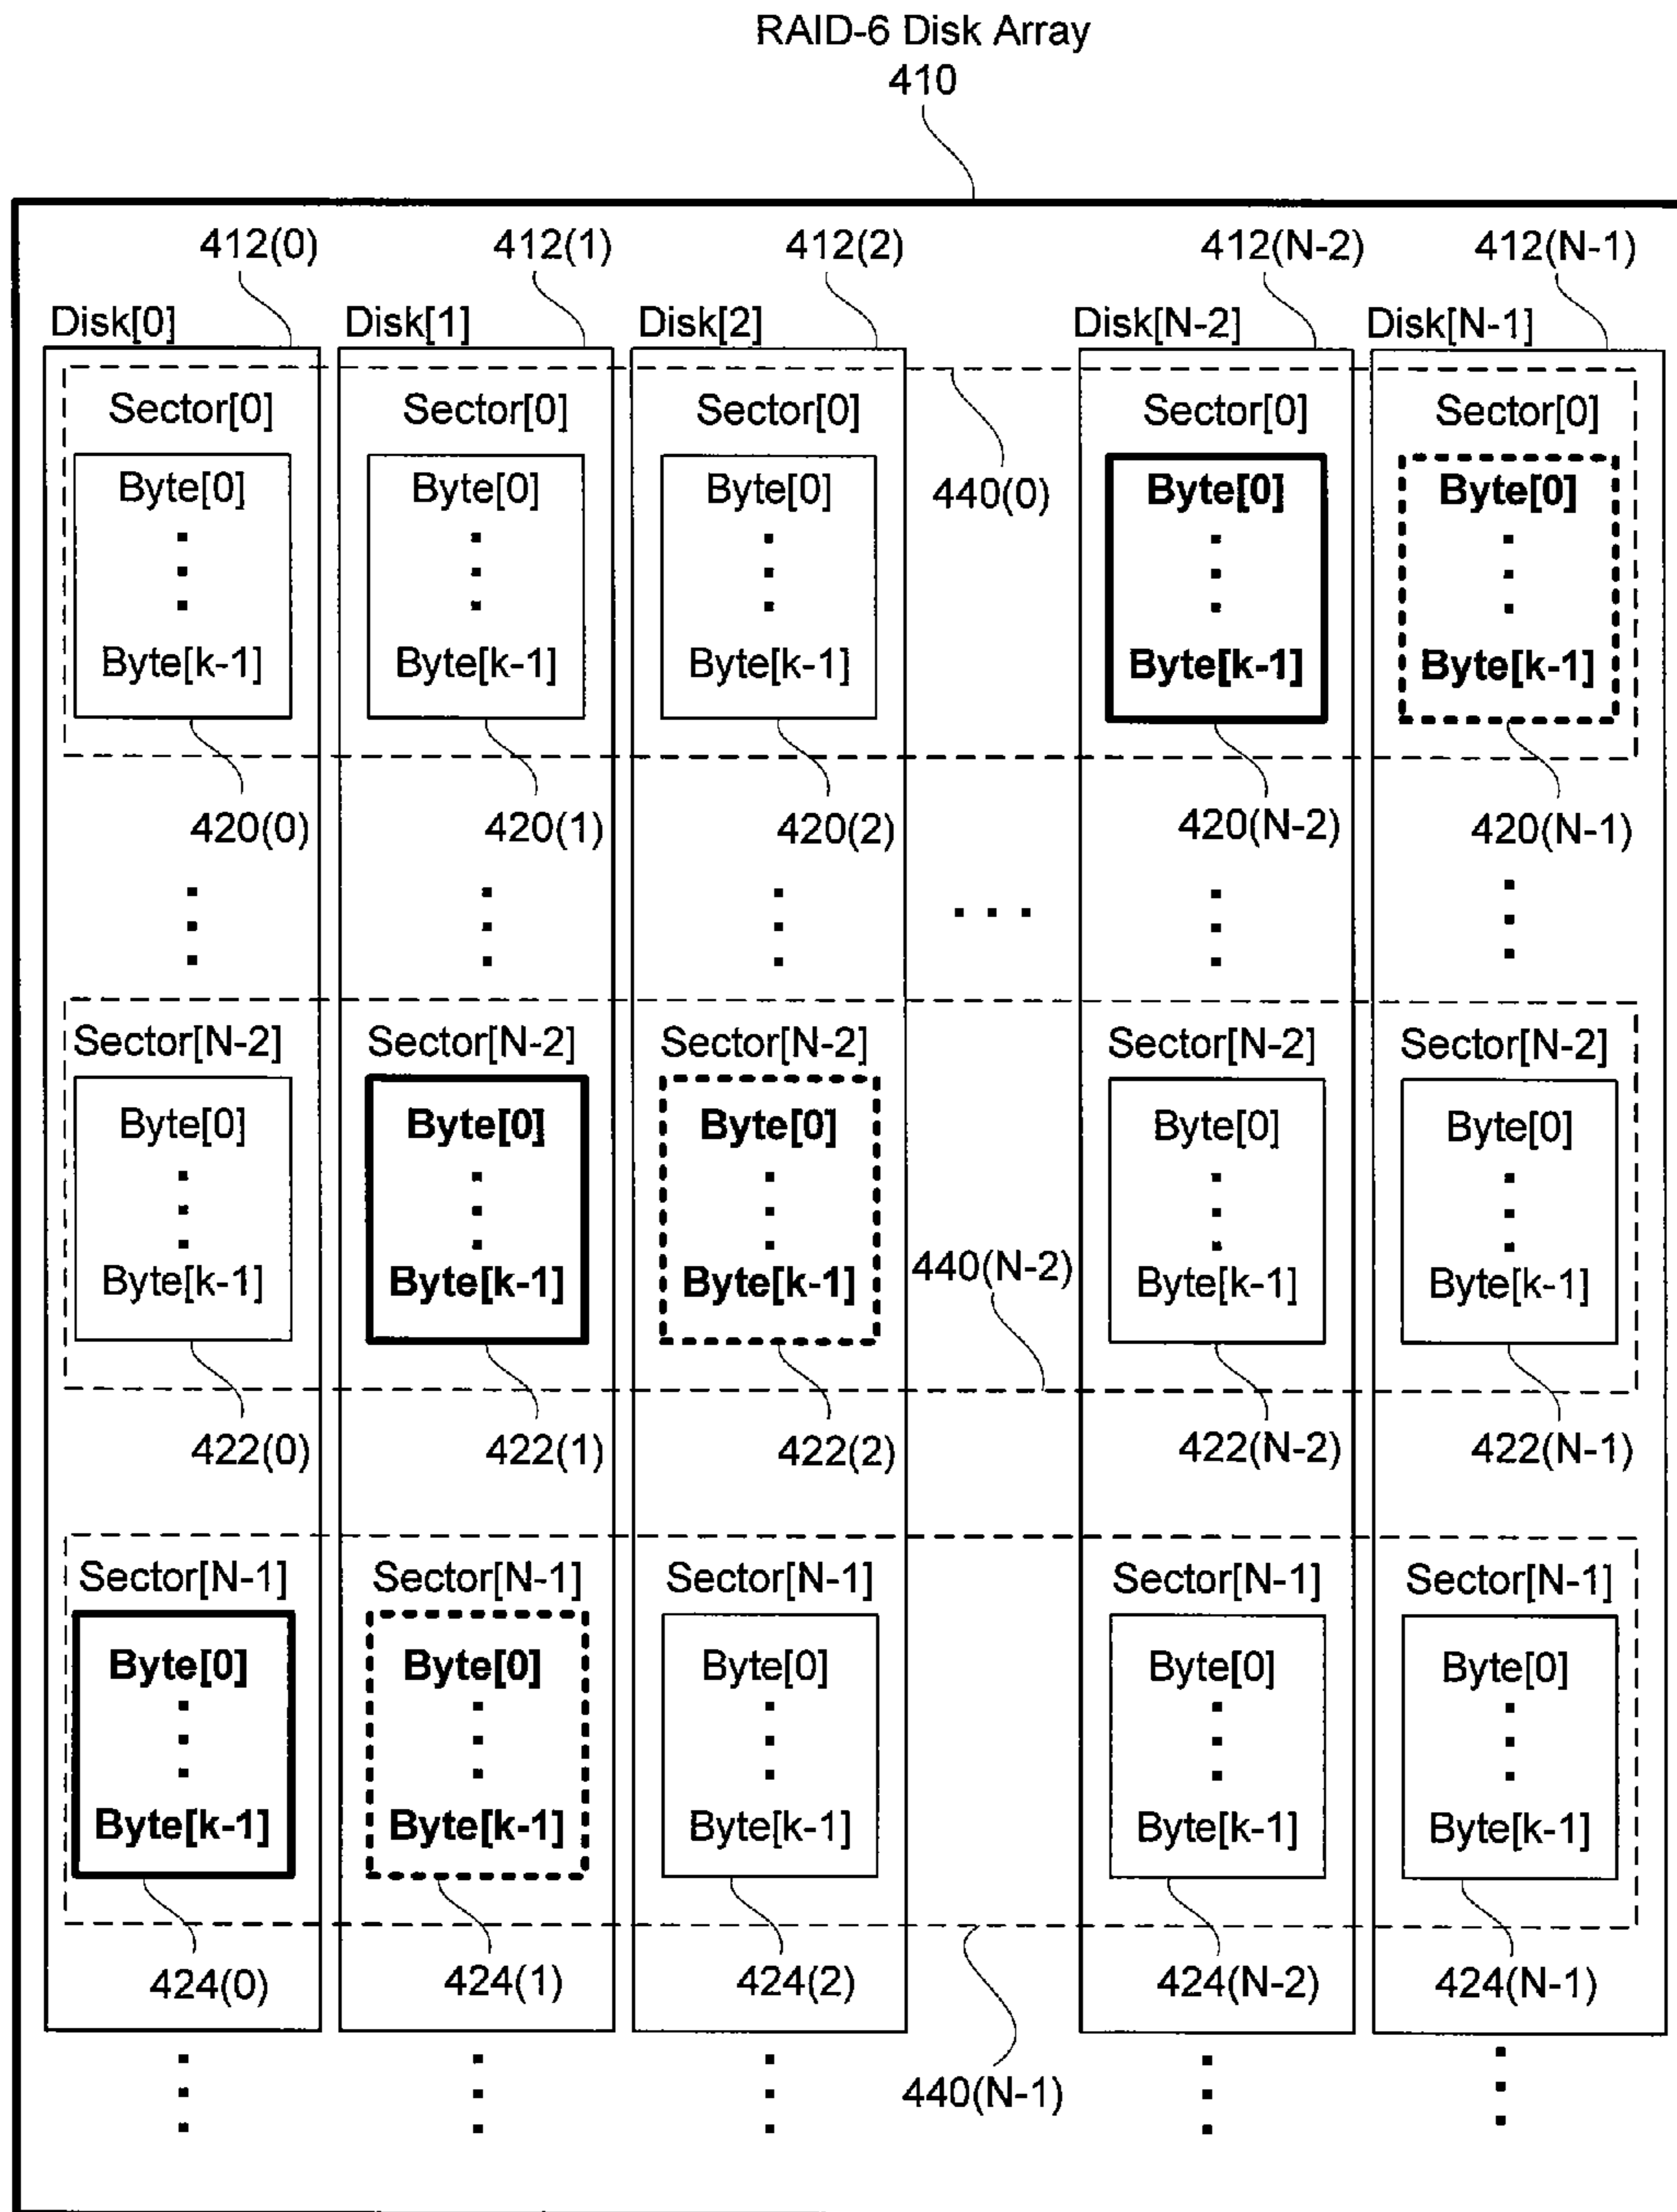 RAID-6 Disk Array
410
412(0) 412(1) 412(2) 412(N-2) 412(N-1)
Disk[0] Disk[1] Disk[2] Disk[N-2] Disk[N-1]
Sector[0] Sector[0] Sector[0] Sector[0] Sector[0]
Byte[0] Byte[0] Byte[0] 440(0) Byte[0] Byte[0]
Byte[k-1] Byte[k-1] Byte[k-1] Byte[k-1] Byte[k-1]
420(0) 420(1) 420(2) 420(N-2) 420(N-1)
Sector[N-2] Sector[N-2] Sector[N-2] Sector[N-2] Sector[N-2]
Byte[0] Byte[0] Byte[0] Byte[0] Byte[0]
Byte[k-1] Byte[k-1] Byte[k-1] 440(N-2) Byte[k-1] Byte[k-1]
422(0) 422(1) 422(2) 422(N-2) 422(N-1)
Sector[N-1] Sector[N-1] Sector[N-1] Sector[N-1] Sector[N-1]
Byte[0] Byte[0] Byte[0] Byte[0] Byte[0]
Byte[k-1] Byte[k-1] Byte[k-1] Byte[k-1] Byte[k-1]
424(0) 424(1) 424(2) 424(N-2) 424(N-1)
440(N-1)